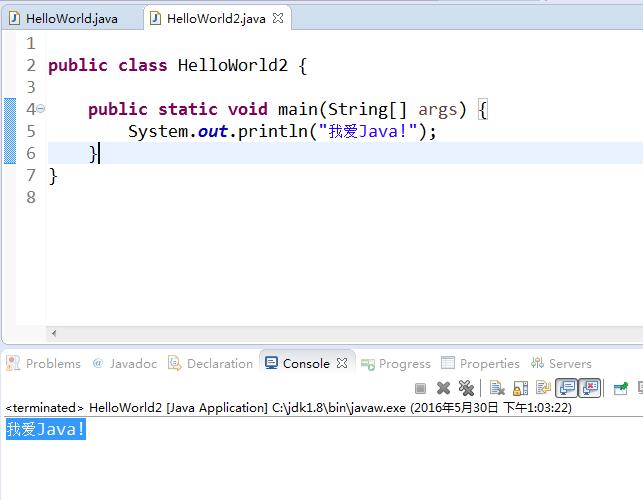 HelloWorld.java HelloWorld2.java
1
2 public class HelloWorld2 {
3
4 public static void main(String[] args) {
5 System.out.println("我爱Java!");
6 }
7 }
8
Problems @ Javadoc Declaration Console Progress Properties Servers
<terminated> HelloWorld2 [Java Application] C:\jdk1.8\bin\javaw.exe (2016年5月30日 下午1:03:22)
我爱Java!